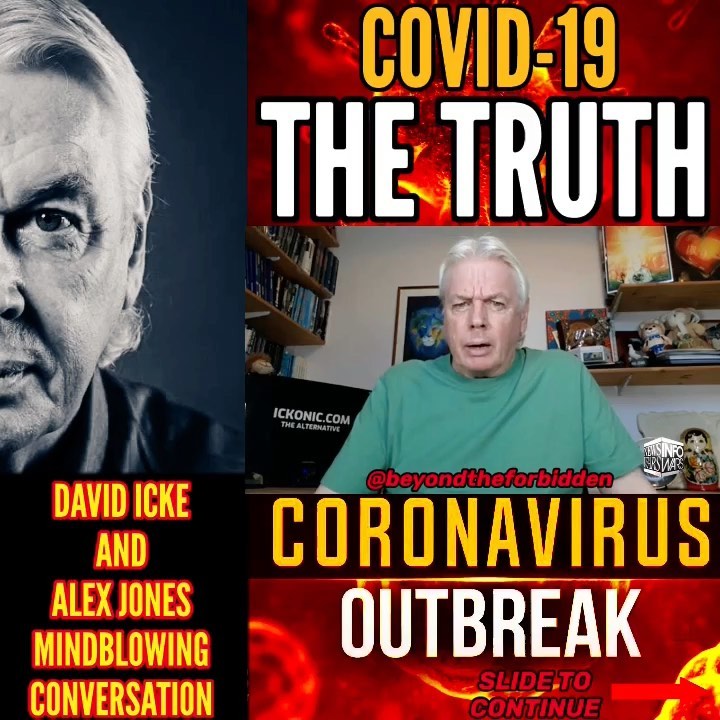 COVID-19
THE TRUTH
ICKONIC.COM
THE ALTERNATIVE
@beyondtheforbidden
CORONAVIRUS
OUTBREAK
SLIDE TO
CONTINUE
DAVID ICKE
AND
ALEX JONES
MINDBLOWING
CONVERSATION